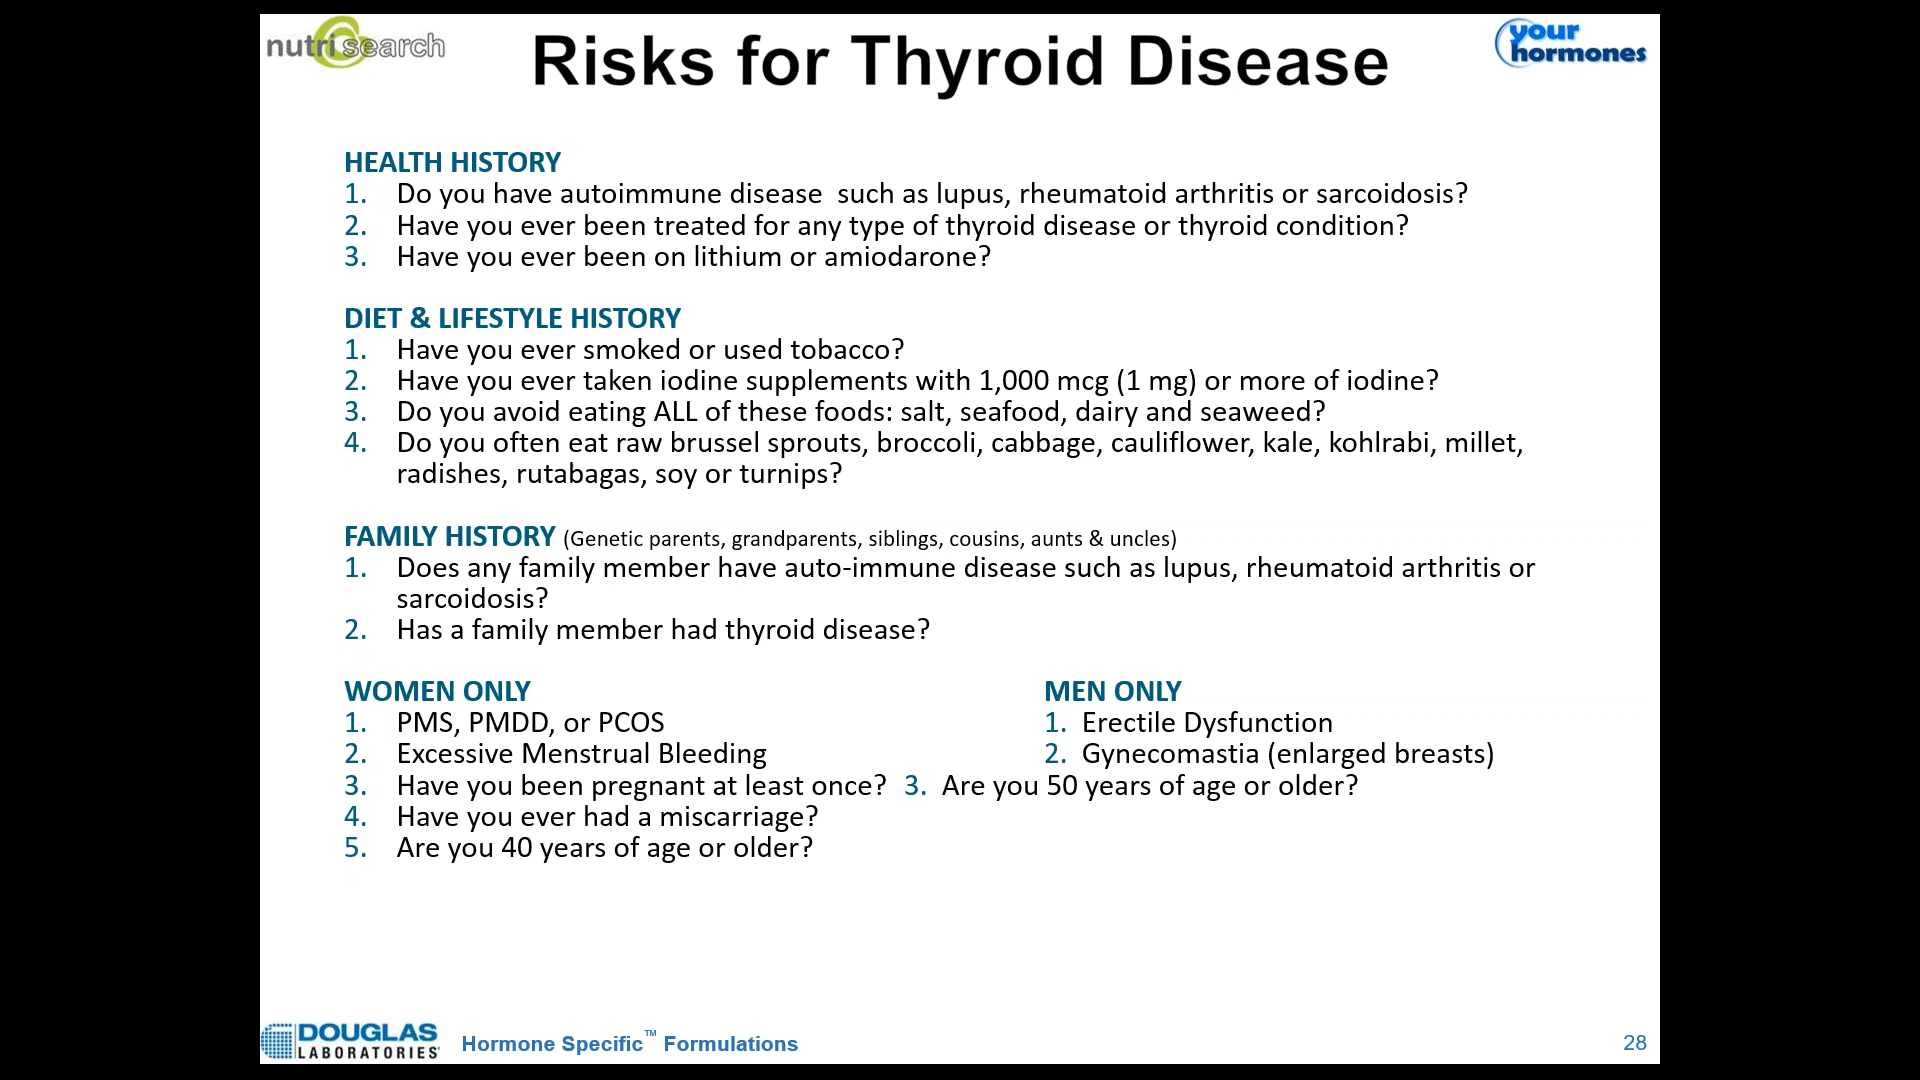 nutrisearch
Risks for Thyroid Disease
your
hormones
HEALTH HISTORY
1. Do you have autoimmune disease  such as lupus, rheumatoid arthritis or sarcoidosis?
2. Have you ever been treated for any type of thyroid disease or thyroid condition?
3. Have you ever been on lithium or amiodarone?
DIET & LIFESTYLE HISTORY
1. Have you ever smoked or used tobacco?
2. Have you ever taken iodine supplements with 1,000 mcg (1 mg) or more of iodine?
3. Do you avoid eating ALL of these foods: salt, seafood, dairy and seaweed?
4. Do you often eat raw brussel sprouts, broccoli, cabbage, cauliflower, kale, kohlrabi, millet,
radishes, rutabagas, soy or turnips?
FAMILY HISTORY (Genetic parents, grandparents, siblings, cousins, aunts & uncles)
1. Does any family member have auto-immune disease such as lupus, rheumatoid arthritis or
sarcoidosis?
2. Has a family member had thyroid disease?
WOMEN ONLY MEN ONLY
1. PMS, PMDD, or PCOS 1. Erectile Dysfunction
2. Excessive Menstrual Bleeding 2. Gynecomastia (enlarged breasts)
3. Have you been pregnant at least once? 3. Are you 50 years of age or older?
4. Have you ever had a miscarriage?
5. Are you 40 years of age or older?
DOUGLAS
LABORATORIES
Hormone Specific™ Formulations
28